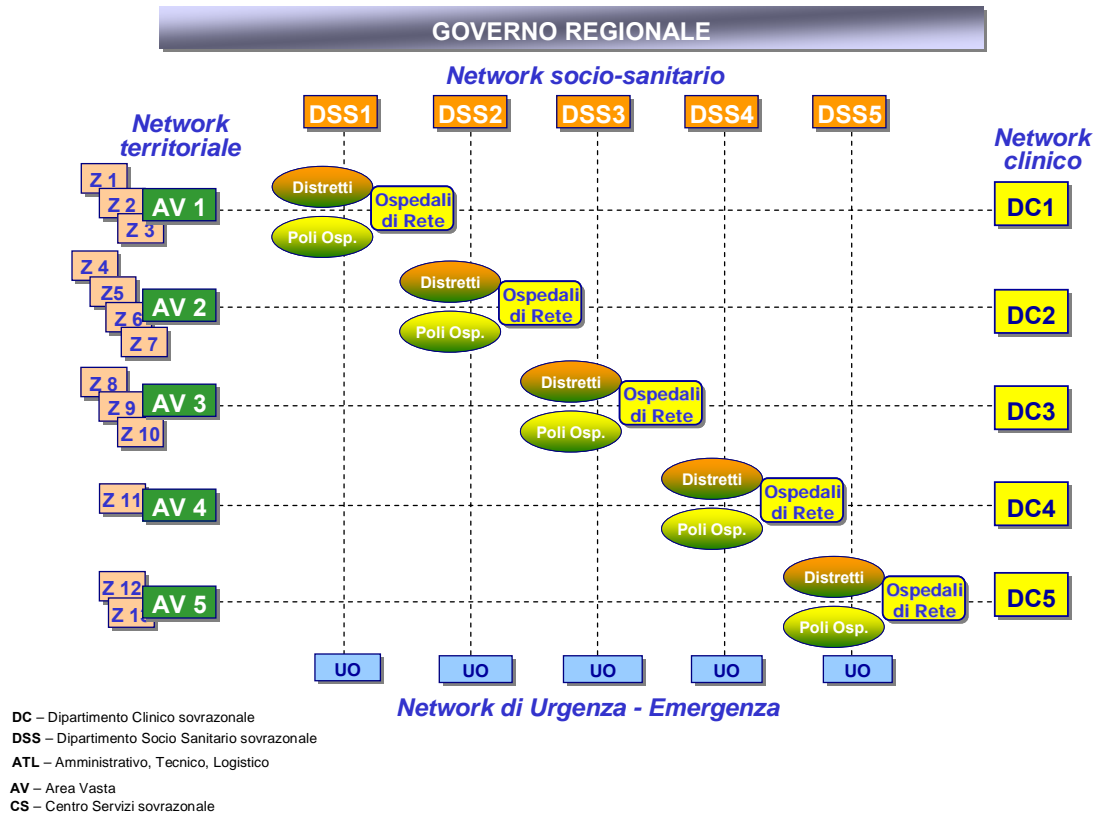 GOVERNO REGIONALE
Network socio-sanitario
DSS1 DSS2 DSS3 DSS4 DSS5
Network
territoriale
Network
clinico
Z 1
Z 2
Z 3
AV 1
Distretti
Poli Osp.
Ospedali
di Rete
DC1
Z 4
Z5
Z 6
Z 7
AV 2
Distretti
Poli Osp.
Ospedali
di Rete
DC2
Z 8
Z 9
Z 10
AV 3
Distretti
Poli Osp.
Ospedali
di Rete
DC3
Z 11
AV 4
Distretti
Poli Osp.
Ospedali
di Rete
DC4
Z 12
Z 13
AV 5
Distretti
Poli Osp.
Ospedali
di Rete
DC5
UO UO UO UO UO
Network di Urgenza - Emergenza
DC – Dipartimento Clinico sovrazonale
DSS – Dipartimento Socio Sanitario sovrazonale
ATL – Amministrativo, Tecnico, Logistico
AV – Area Vasta
CS – Centro Servizi sovrazonale